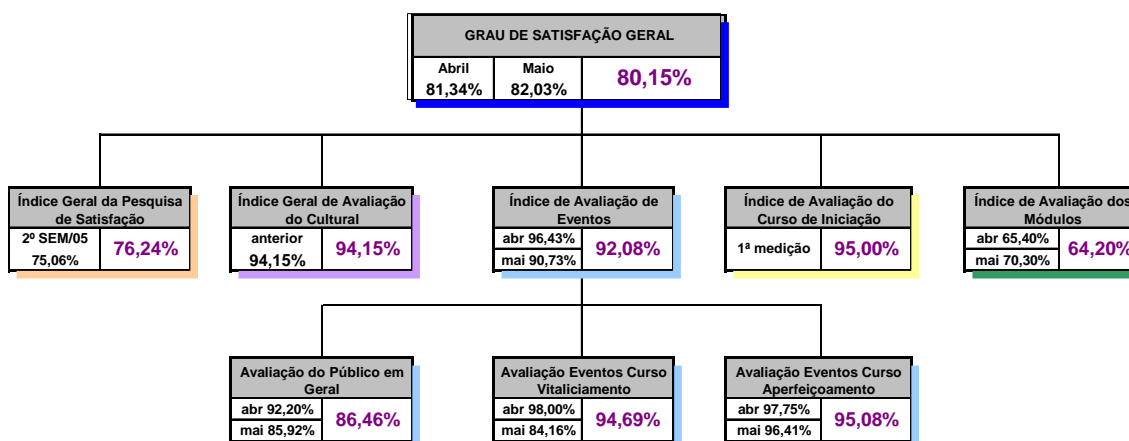 GRAU DE SATISFAÇÃO GERAL
Abril
81,34%
Maio
82,03%
80,15%
Índice Geral da Pesquisa
de Satisfação
2º SEM/05
75,06%
76,24%
Índice Geral de Avaliação
do Cultural
anterior
94,15%
94,15%
Índice de Avaliação de
Eventos
abr 96,43%
mai 90,73%
92,08%
Índice de Avaliação do
Curso de Iniciação
1ª medição
95,00%
Índice de Avaliação dos
Módulos
abr 65,40%
mai 70,30%
64,20%
Avaliação do Público em
Geral
abr 92,20%
mai 85,92%
86,46%
Avaliação Eventos Curso
Vitaliciamento
abr 98,00%
mai 84,16%
94,69%
Avaliação Eventos Curso
Aperfeiçoamento
abr 97,75%
mai 96,41%
95,08%